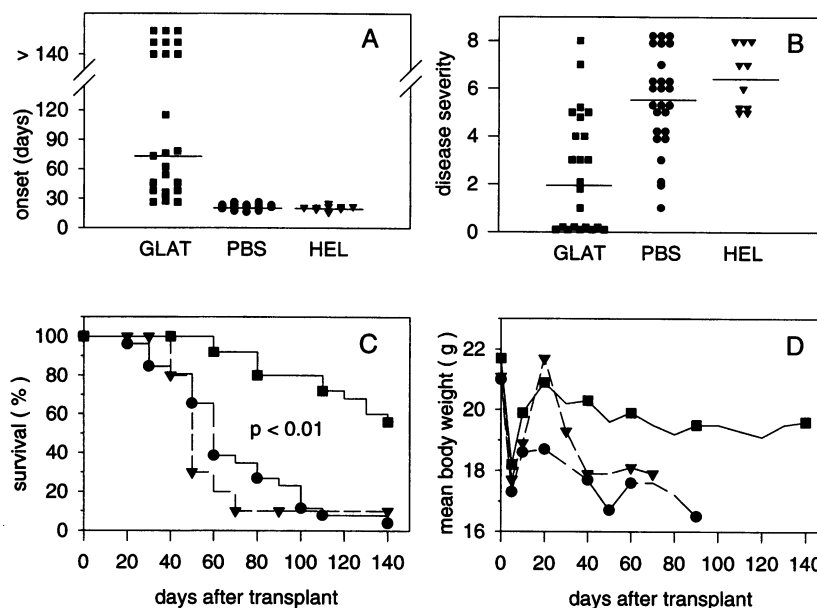 A
> 140
120
90
60
30
0
onset (days)
GLAT PBS HEL
B
8
6
4
2
0
disease severity
GLAT PBS HEL
C
100
80
60
40
20
0
survival ( % )
p < 0.01
0 20 40 60 80 100 120 140
days after transplant
D
22
20
18
16
mean body weight ( g )
0 20 40 60 80 100 120 140
days after transplant